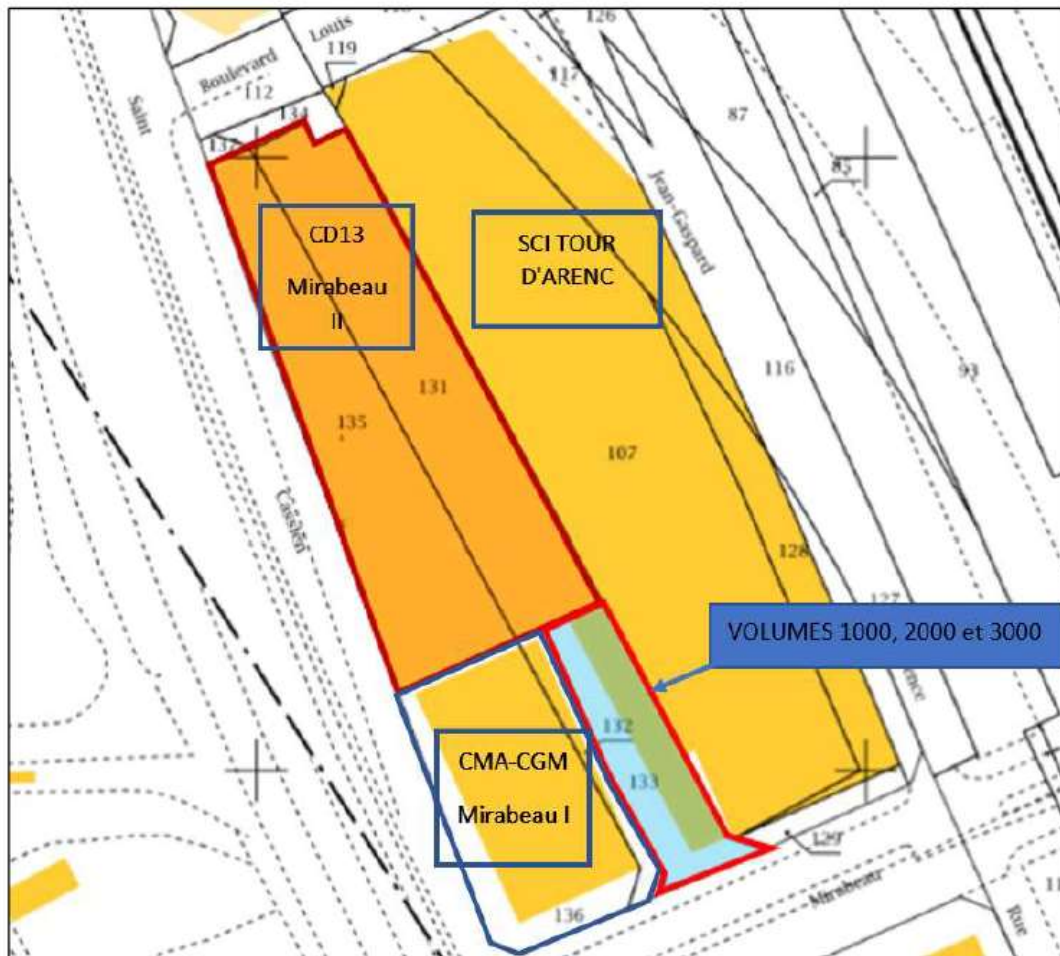 126
Louis
119
Boulevard
112
117
Saint
134
137
87
85
CD13
Mirabeau
II
SCI TOUR
D'ARENC
Jean-Gaspard
131
116
93
135
107
Cassien
128
127
VOLUMES 1000, 2000 et 3000
132
CMA-CGM
Mirabeau I
133
129
Mirabeau
136
Rue